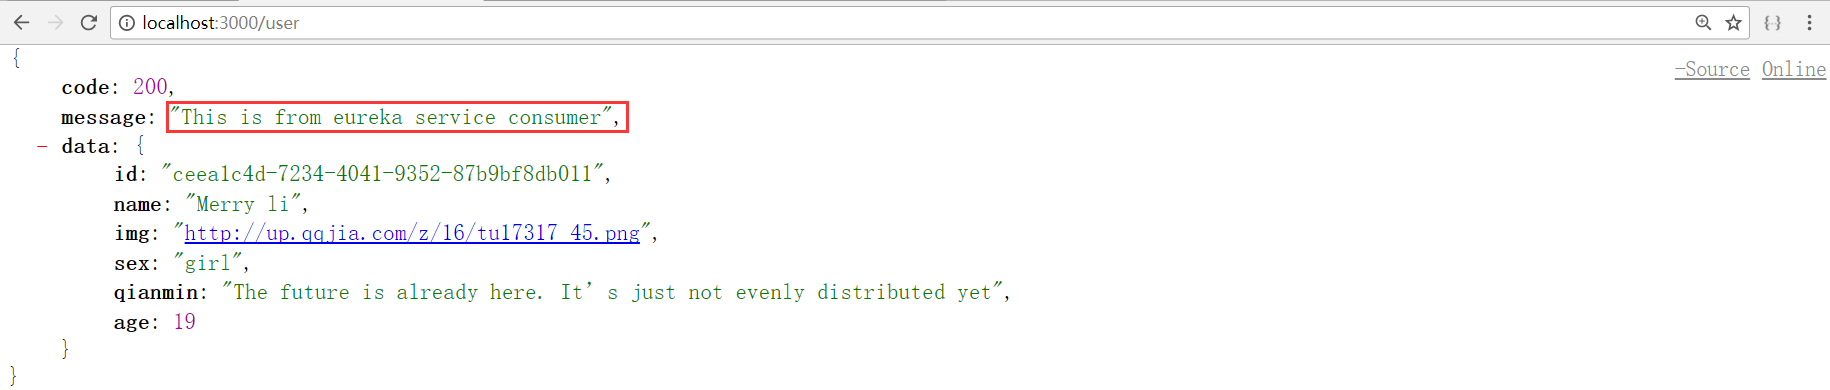 localhost:3000/user
{
-Source Online
code: 200,
message: "This is from eureka service consumer",
- data: {
id: "ceea1c4d-7234-4041-9352-87b9bf8db011",
name: "Merry li",
img: "http://up.qqjia.com/z/16/tu17317_45.png",
sex: "girl",
qianmin: "The future is already here. It’s just not evenly distributed yet",
age: 19
}
}